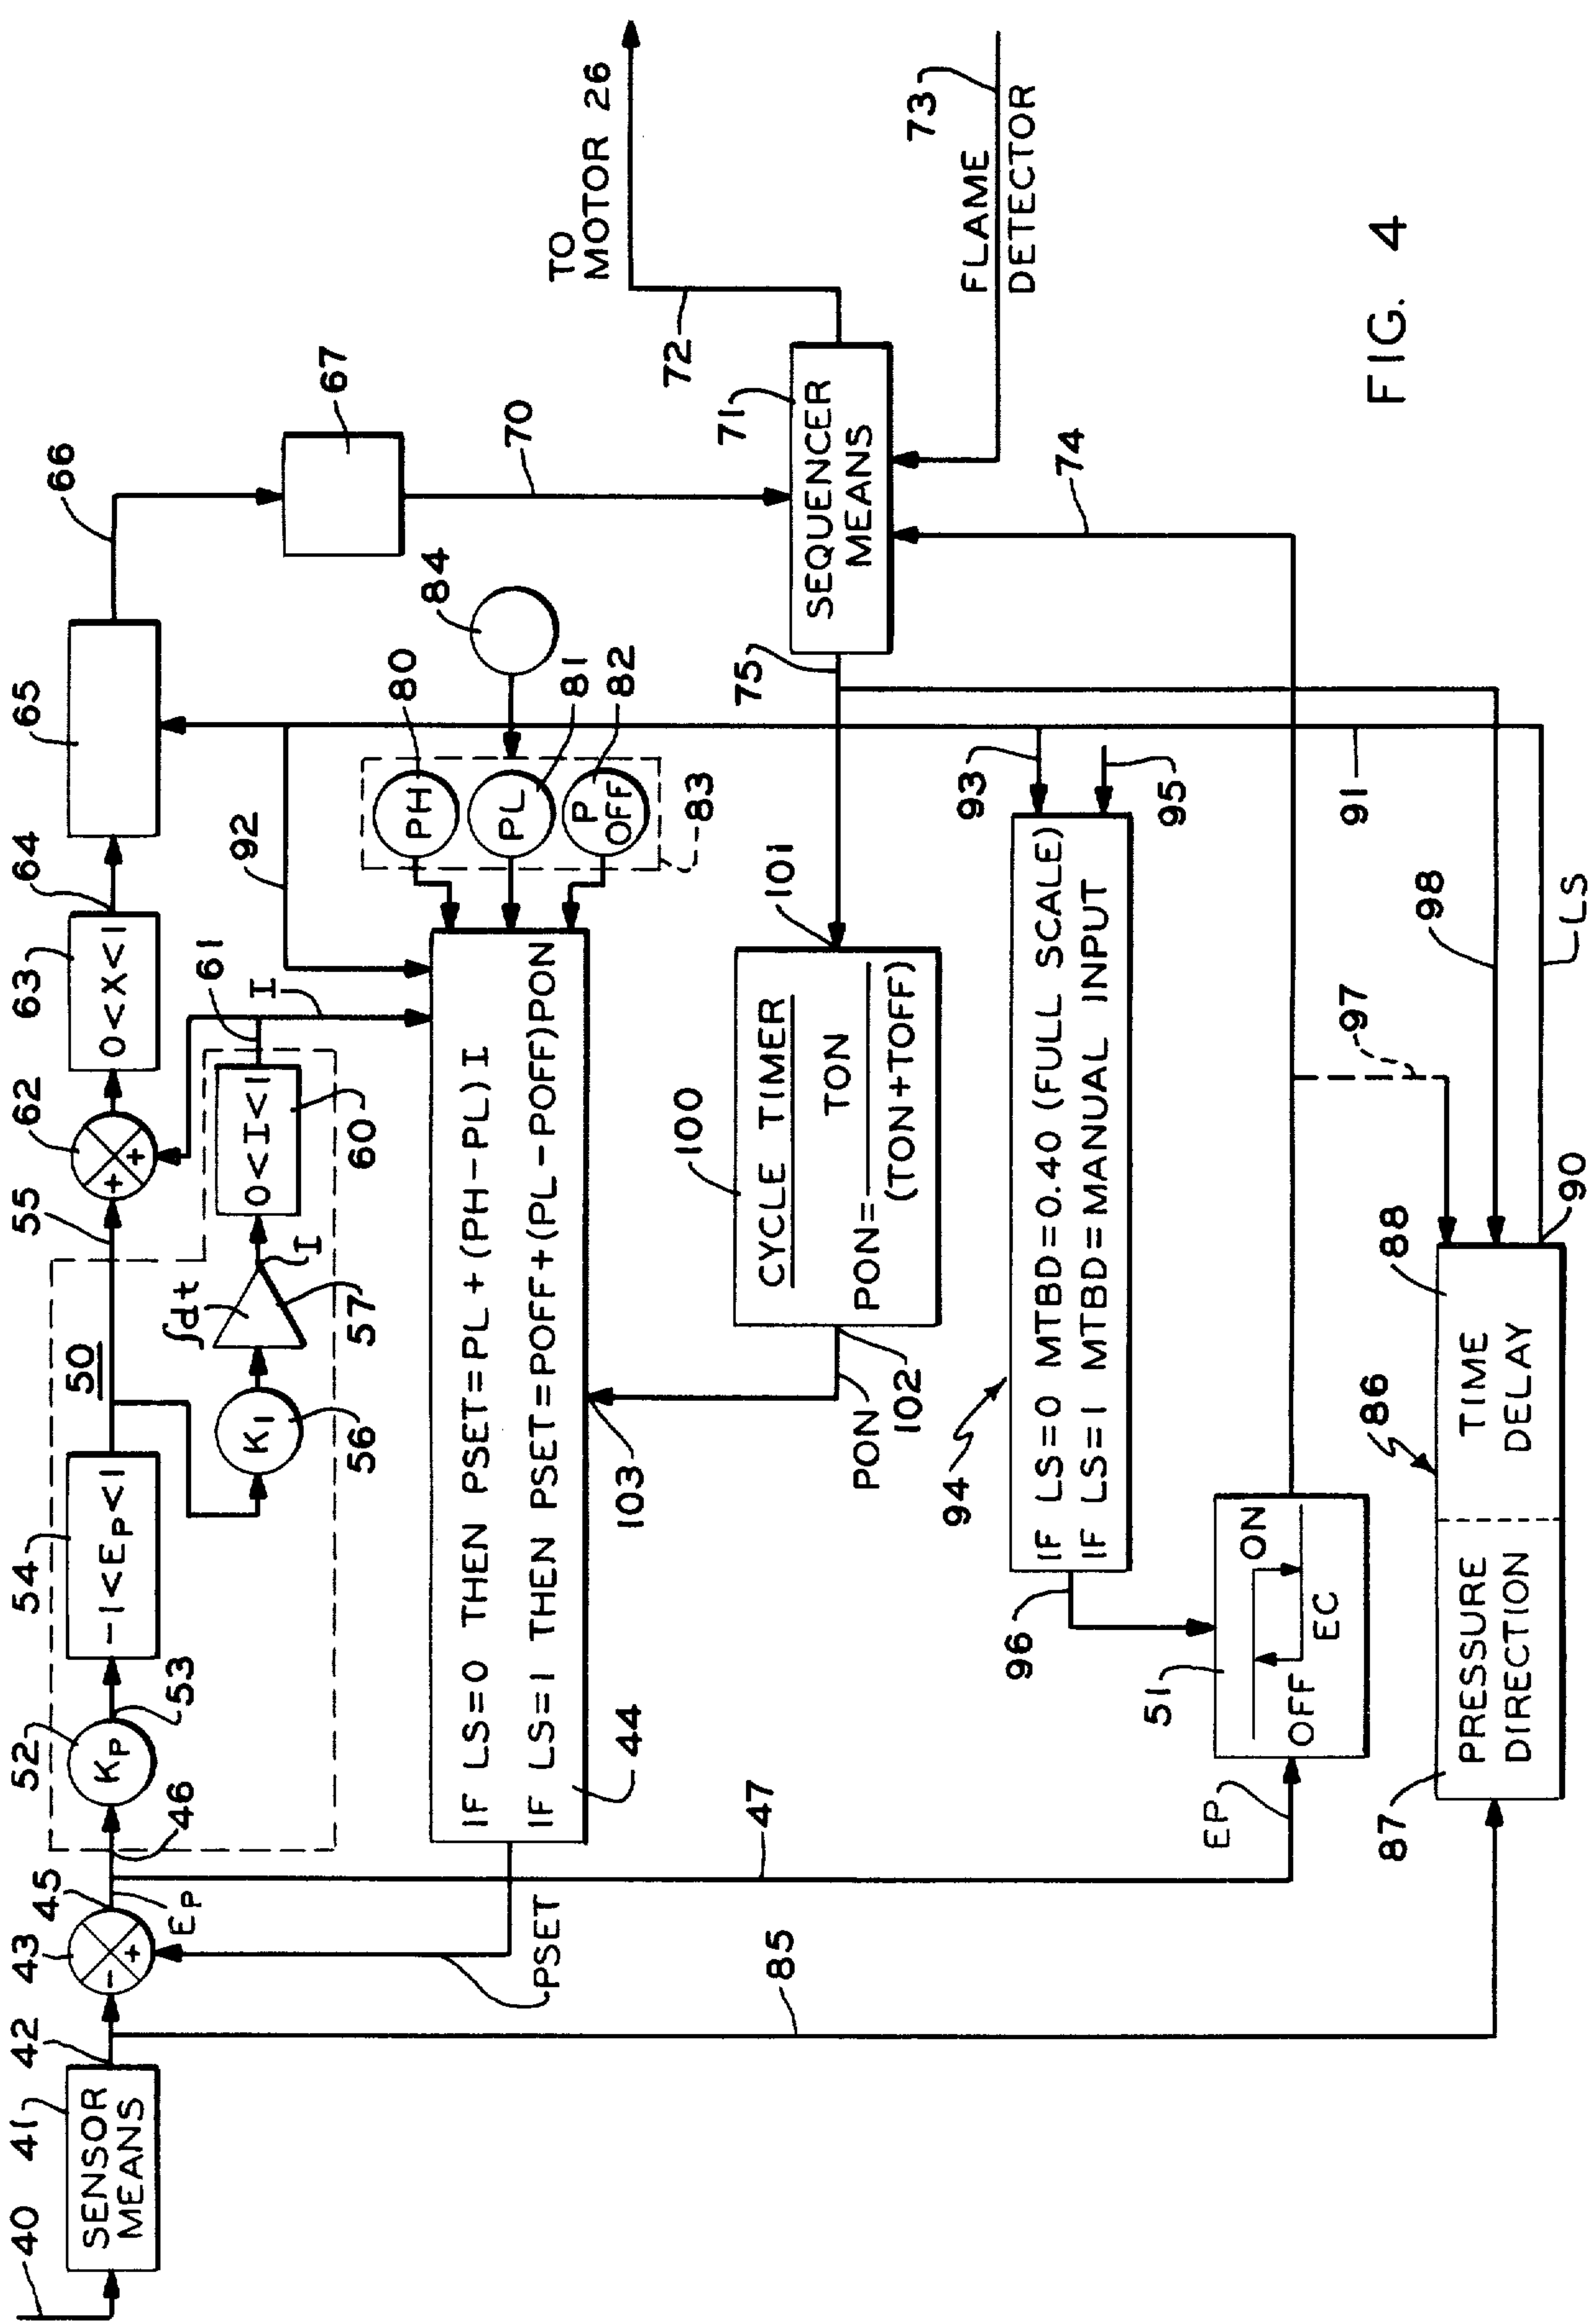 40
41
SENSOR
MEANS
42
43
-
+
45
EP
46
52
KP
53
54
-1<EP<1
50
55
56
KI
57
∫dt
I
60
0<I<1
61
I
62
+
+
63
0<X<1
64
65
66
67
70
PSET
44
IF LS=0 THEN PSET=PL+(PH-PL)I
IF LS=1 THEN PSET=POFF+(PL-POFF)PON
92
80
PH
81
PL
82
P
OFF
83
84
TO
MOTOR 26
72
71
SEQUENCER
MEANS
75
74
73
FLAME
DETECTOR
103
PON
102
100
CYCLE TIMER
PON=
TON
(TON+TOFF)
101
47
85
94
IF LS=0 MTBD=0.40 (FULL SCALE)
IF LS=1 MTBD=MANUAL INPUT
93
95
96
EP
51
OFF
ON
EC
97
91
98
LS
86
87
PRESSURE
DIRECTION
88
TIME
DELAY
90
FIG. 4